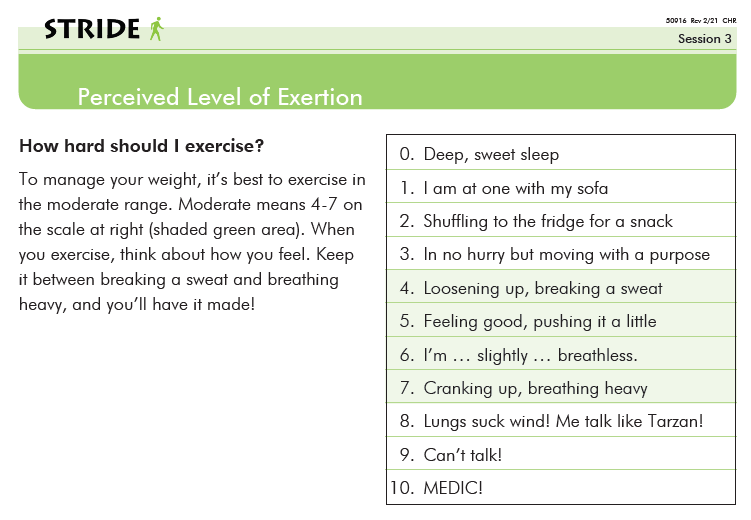 STRIDE
50916 Rev 2/21 CHR
Session 3
Perceived Level of Exertion
How hard should I exercise?
To manage your weight, it’s best to exercise in
the moderate range. Moderate means 4-7 on
the scale at right (shaded green area). When
you exercise, think about how you feel. Keep
it between breaking a sweat and breathing
heavy, and you’ll have it made!
0. Deep, sweet sleep
1. I am at one with my sofa
2. Shuffling to the fridge for a snack
3. In no hurry but moving with a purpose
4. Loosening up, breaking a sweat
5. Feeling good, pushing it a little
6. I’m … slightly … breathless.
7. Cranking up, breathing heavy
8. Lungs suck wind! Me talk like Tarzan!
9. Can’t talk!
10. MEDIC!